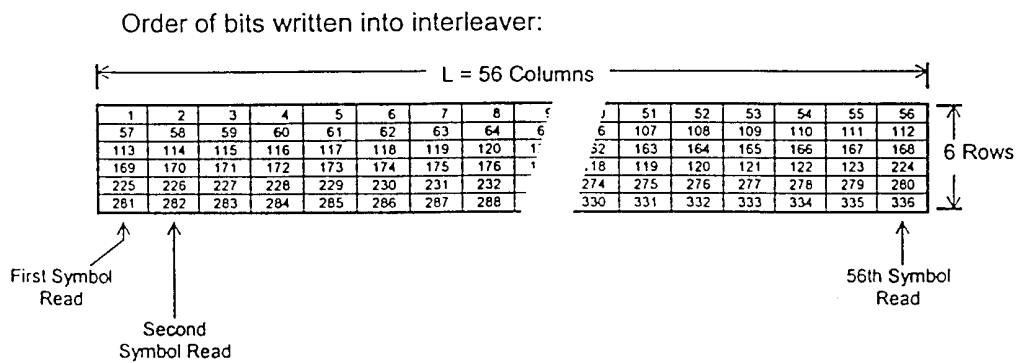 Order of bits written into interleaver:
L = 56 Columns
1 2 3 4 5 6 7 8 51 52 53 54 55 56
57 58 59 60 61 62 63 64 107 108 109 110 111 112
113 114 115 116 117 118 119 120 163 164 165 166 167 168
169 170 171 172 173 174 175 176 119 120 121 122 123 224
225 226 227 228 229 230 231 232 274 275 276 277 278 279 280
281 282 283 284 285 286 287 288 330 331 332 333 334 335 336
6 Rows
First Symbol
Read
Second
Symbol Read
56th Symbol
Read